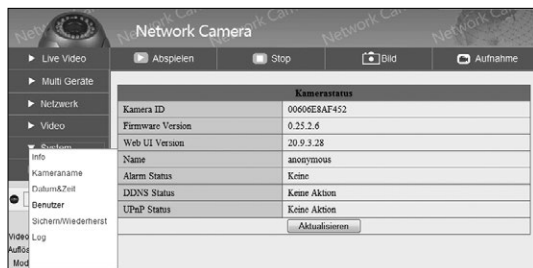 Network Camera
Live Video
Abspielen
Stop
Bild
Aufnahme
Multi Geräte
Netzwerk
Video
System
Info
Kameraname
Datum&Zeit
Benutzer
Sichern/Wiederherst
Log
Kamerastatus
Kamera ID 00606E8AF452
Firmware Version 0.25.2.6
Web UI Version 20.9.3.28
Name anonymous
Alarm Status Keine
DDNS Status Keine Aktion
UPnP Status Keine Aktion
Aktualisieren
Video
Auflös
Mod